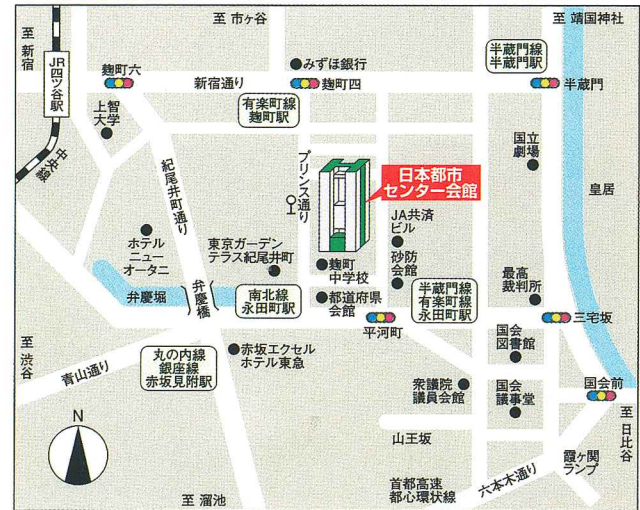 至 市ヶ谷
至 靖国神社
至 新宿
JR四ツ谷駅
麹町六
新宿通り
みずほ銀行
麹町四
半蔵門線
半蔵門駅
半蔵門
上智
大学
有楽町線
麹町駅
国立
劇場
中央線
紀尾井町通り
プリンス通り
日本都市
センター会館
皇居
JA共済
ビル
ホテル
ニュー
オータニ
東京ガーデン
テラス紀尾井町
麹町
中学校
砂防
会館
最高
裁判所
弁慶堀
弁慶橋
南北線
永田町駅
都道府県
会館
半蔵門線
有楽町線
永田町駅
平河町
三宅坂
至 渋谷
青山通り
丸の内線
銀座線
赤坂見附駅
赤坂エクセル
ホテル東急
国会
図書館
衆議院
議員会館
国会
議事堂
国会前
至 日比谷
N
山王坂
霞ヶ関
ランプ
至 溜池
首都高速
都心環状線
六本木通り